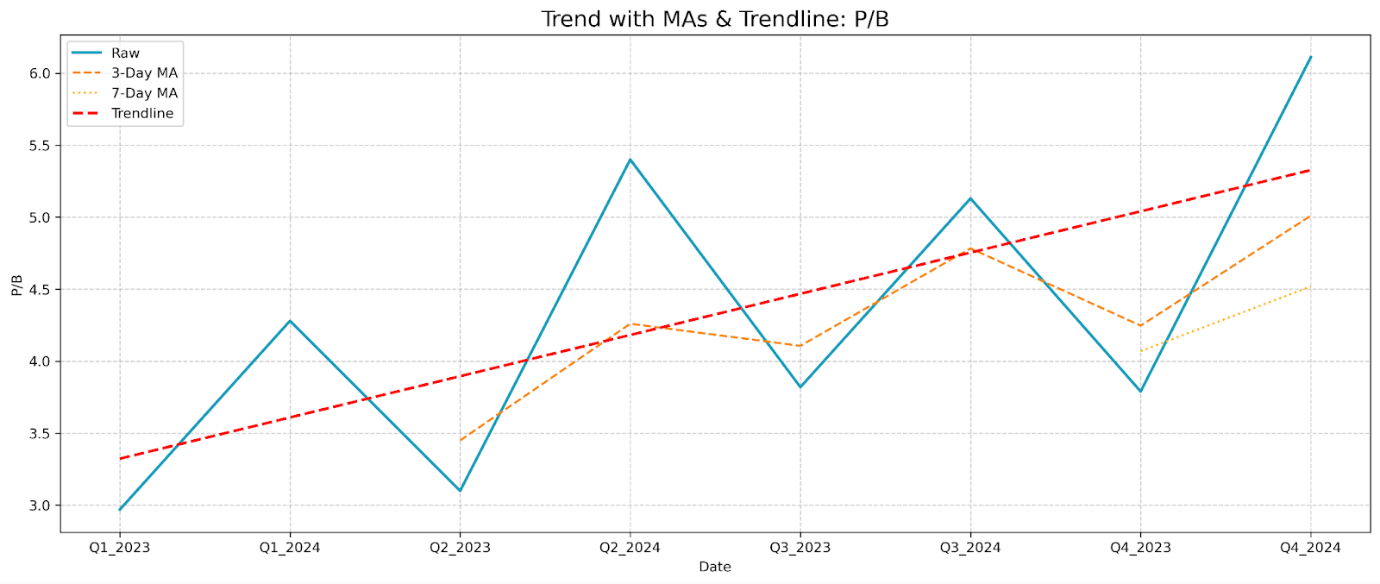 Trend with MAs & Trendline: P/B
Raw
3-Day MA
7-Day MA
Trendline
6.0
5.5
5.0
4.5
4.0
3.5
3.0
P/B
Q1_2023 Q1_2024 Q2_2023 Q2_2024 Q3_2023 Q3_2024 Q4_2023 Q4_2024
Date